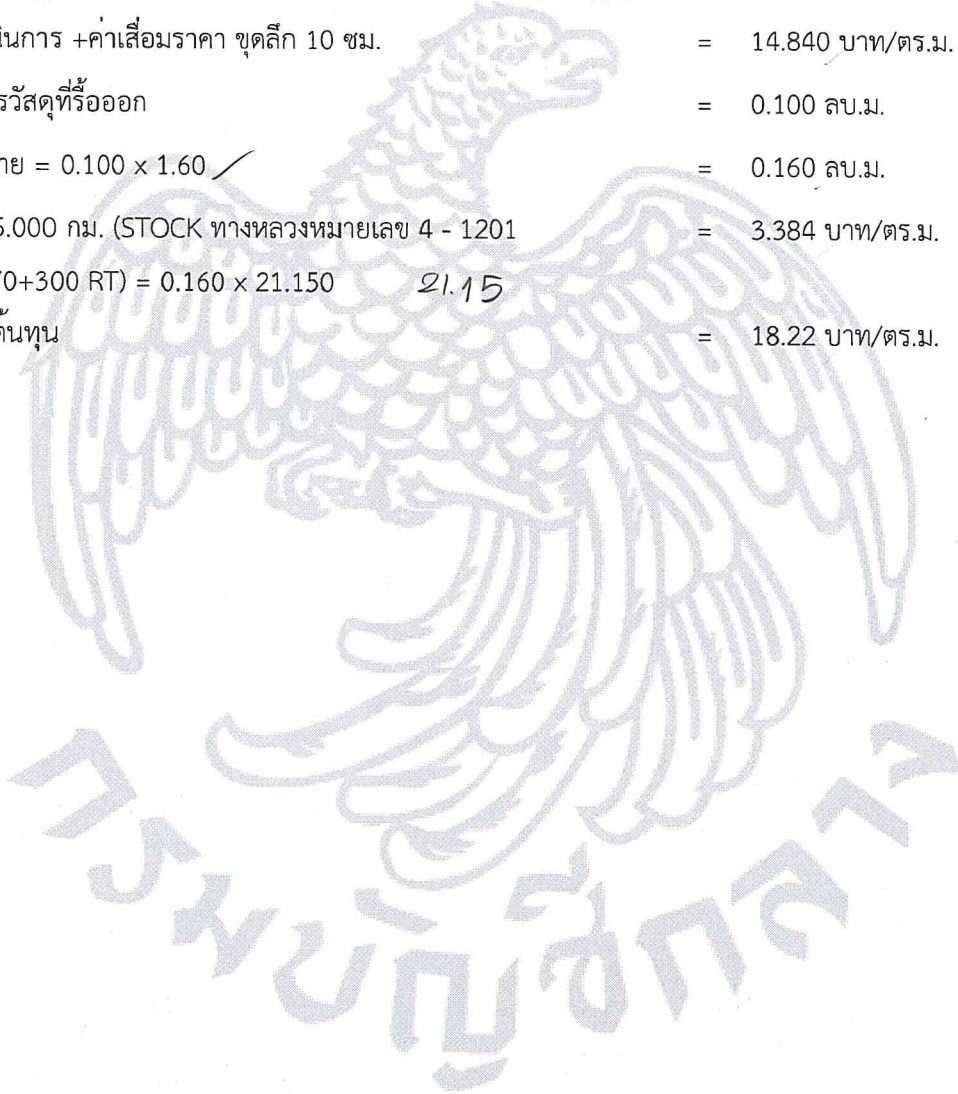 นินการ +ค่าเสื่อมราคา ขุดลึก 10 ซม. = 14.840 บาท/ตร.ม.
รวัสดุที่รื้อออก = 0.100 ลบ.ม.
าย = 0.100 x 1.60 = 0.160 ลบ.ม.
5.000 กม. (STOCK ทางหลวงหมายเลข 4 - 1201 = 3.384 บาท/ตร.ม.
70+300 RT) = 0.160 x 21.150 21.15
ต้นทุน = 18.22 บาท/ตร.ม.
กรมบัญชีกลาง